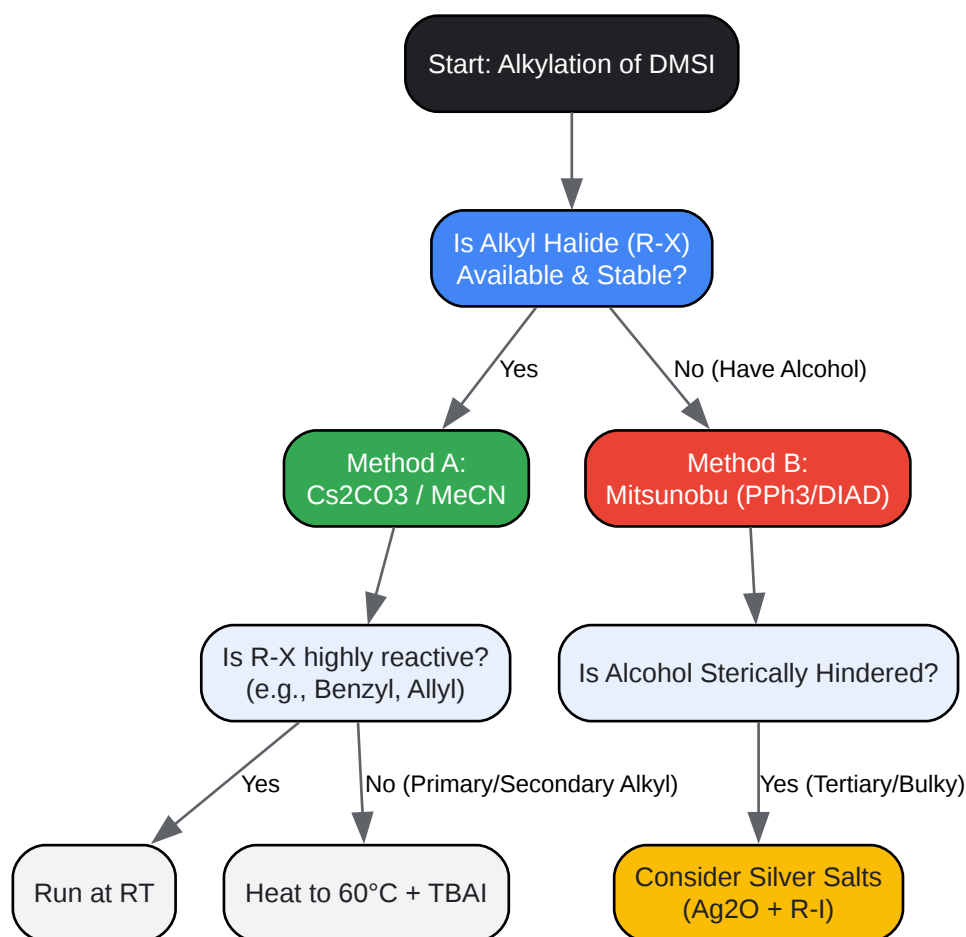 Start: Alkylation of DMSI
Is Alkyl Halide (R-X)
Available & Stable?
Yes
No (Have Alcohol)
Method A:
Cs2CO3 / MeCN
Method B:
Mitsunobu (PPh3/DIAD)
Is R-X highly reactive?
(e.g., Benzyl, Allyl)
Is Alcohol Sterically Hindered?
Yes
No (Primary/Secondary Alkyl)
Yes (Tertiary/Bulky)
Run at RT
Heat to 60°C + TBAI
Consider Silver Salts
(Ag2O + R-I)